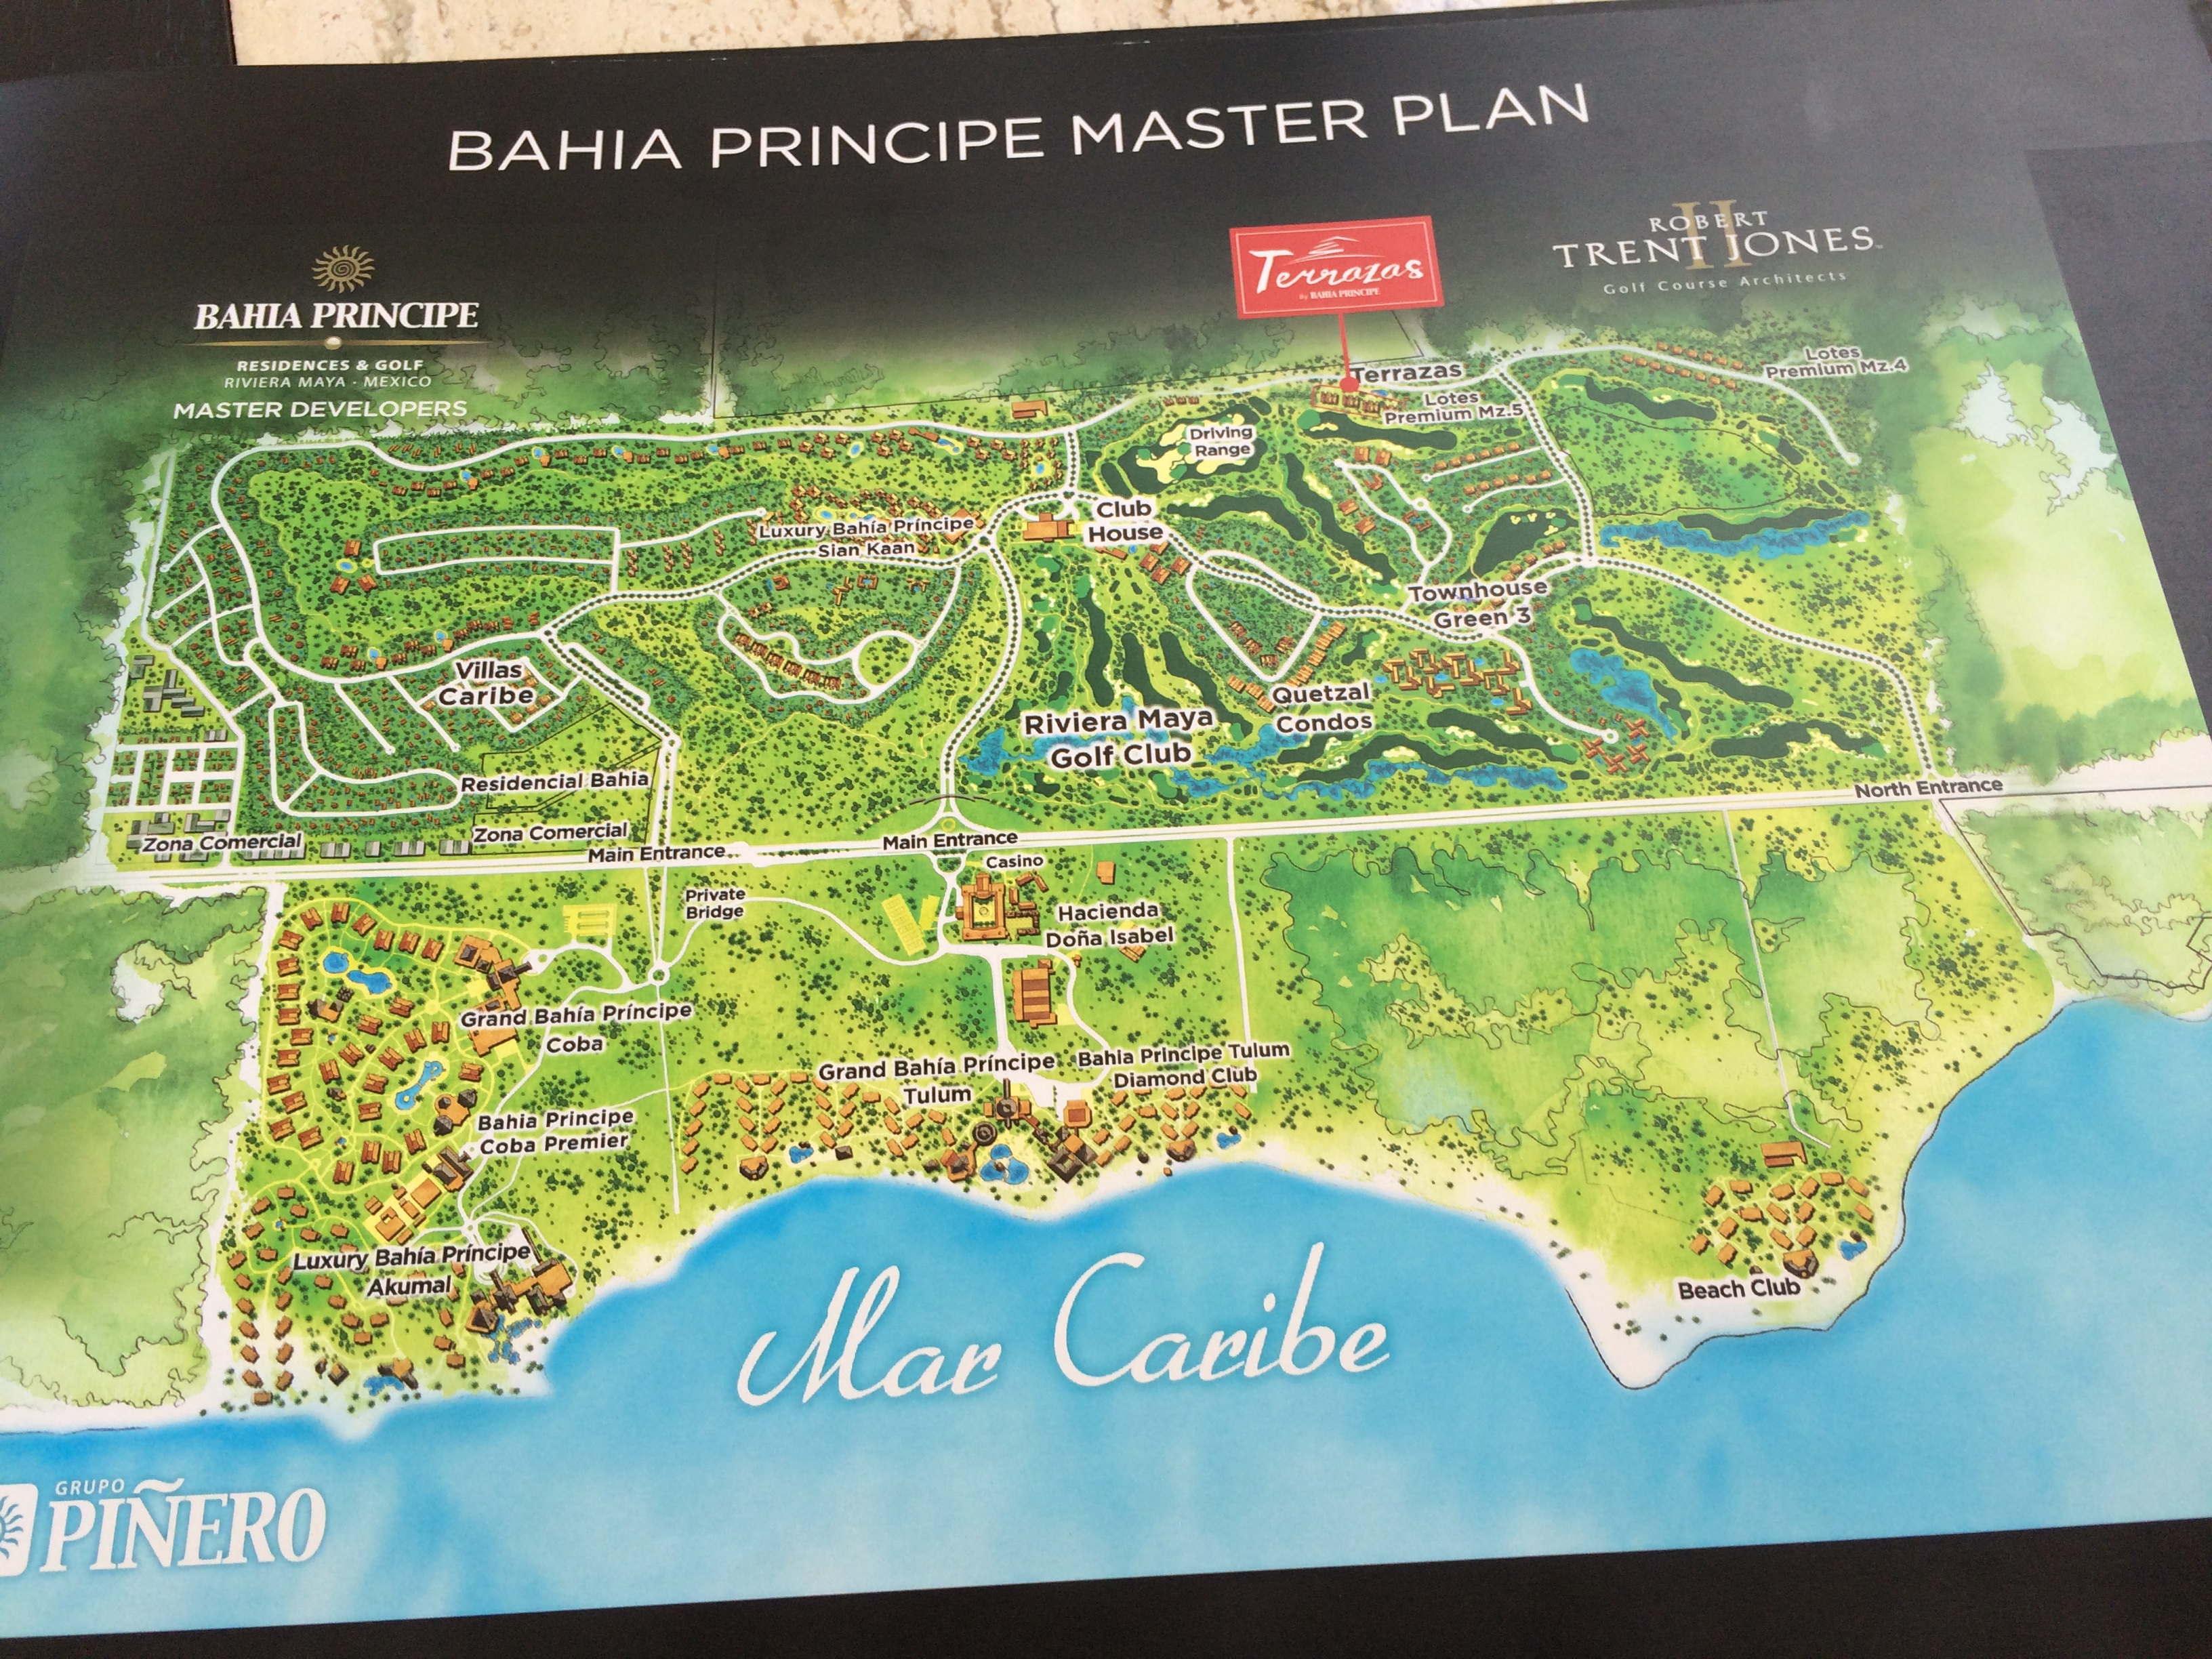 BAHIA PRINCIPE MASTER PLAN
BAHIA PRINCIPE
RESIDENCES & GOLF
RIVIERA MAYA · MEXICO
MASTER DEVELOPERS
Terrazas
by BAHIA PRINCIPE
II
ROBERT
TRENT JONES
Golf Course Architects
Terrazas
Lotes
Premium Mz.5
Lotes
Premium Mz.4
Driving
Range
Club
House
Luxury Bahía Príncipe
Sian Kaan
Townhouse
Green 3
Villas
Caribe
Quetzal
Condos
Riviera Maya
Golf Club
Residencial Bahia
Zona Comercial
Zona Comercial
Main Entrance
Main Entrance
North Entrance
Casino
Private
Bridge
Hacienda
Doña Isabel
Grand Bahía Príncipe
Coba
Grand Bahía Príncipe
Tulum
Bahia Principe Tulum
Diamond Club
Bahia Principe
Coba Premier
Luxury Bahía Príncipe
Akumal
Beach Club
Mar Caribe
GRUPO
PIÑERO